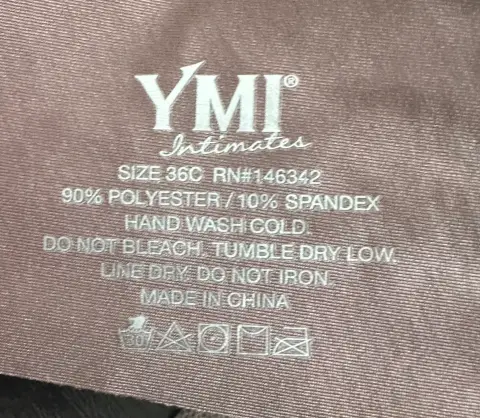 YMI®
Intimates
SIZE 36C RN#146342
90% POLYESTER / 10% SPANDEX
HAND WASH COLD.
DO NOT BLEACH. TUMBLE DRY LOW.
LINE DRY. DO NOT IRON.
MADE IN CHINA
30